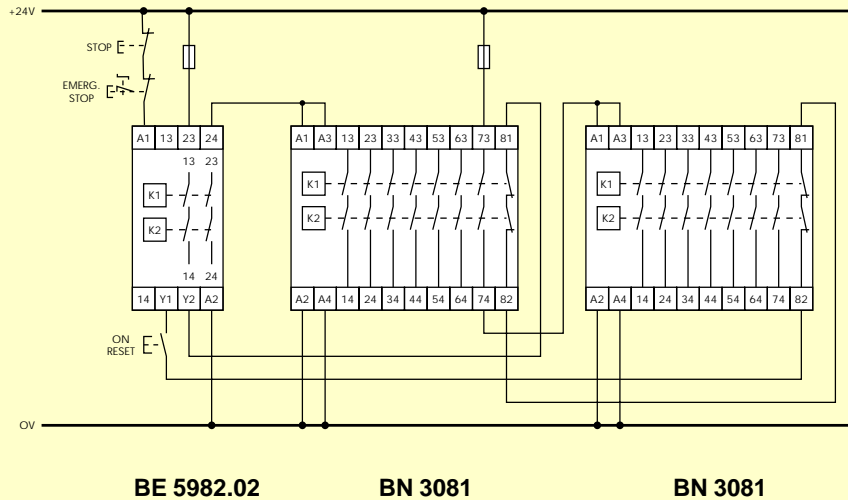 +24V
STOP
EMERG.
STOP
A1 13 23 24
A1 A3 13 23 33 43 53 63 73 81
A1 A3 13 23 33 43 53 63 73 81
13 23
K1
K2
K1
K2
K1
K2
14 24
14 Y1 Y2 A2
A2 A4 14 24 34 44 54 64 74 82
A2 A4 14 24 34 44 54 64 74 82
ON
RESET
OV
BE 5982.02
BN 3081
BN 3081